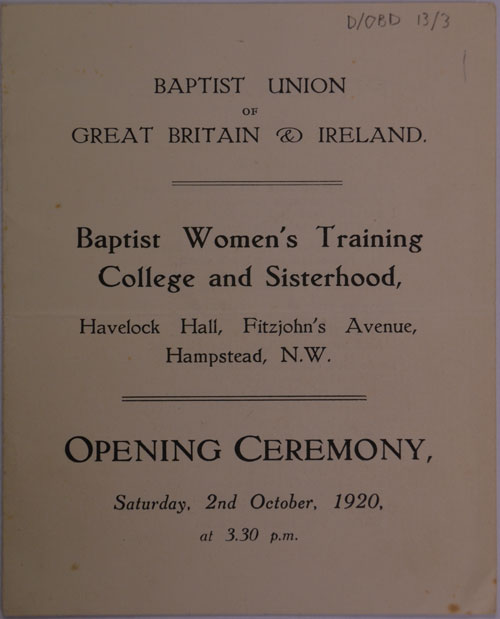 D/OBD 13/3
BAPTIST UNION
OF
GREAT BRITAIN & IRELAND.
Baptist Women's Training
College and Sisterhood,
Havelock Hall, Fitzjohn's Avenue,
Hampstead, N.W.
OPENING CEREMONY,
Saturday, 2nd October, 1920,
at 3.30 p.m.